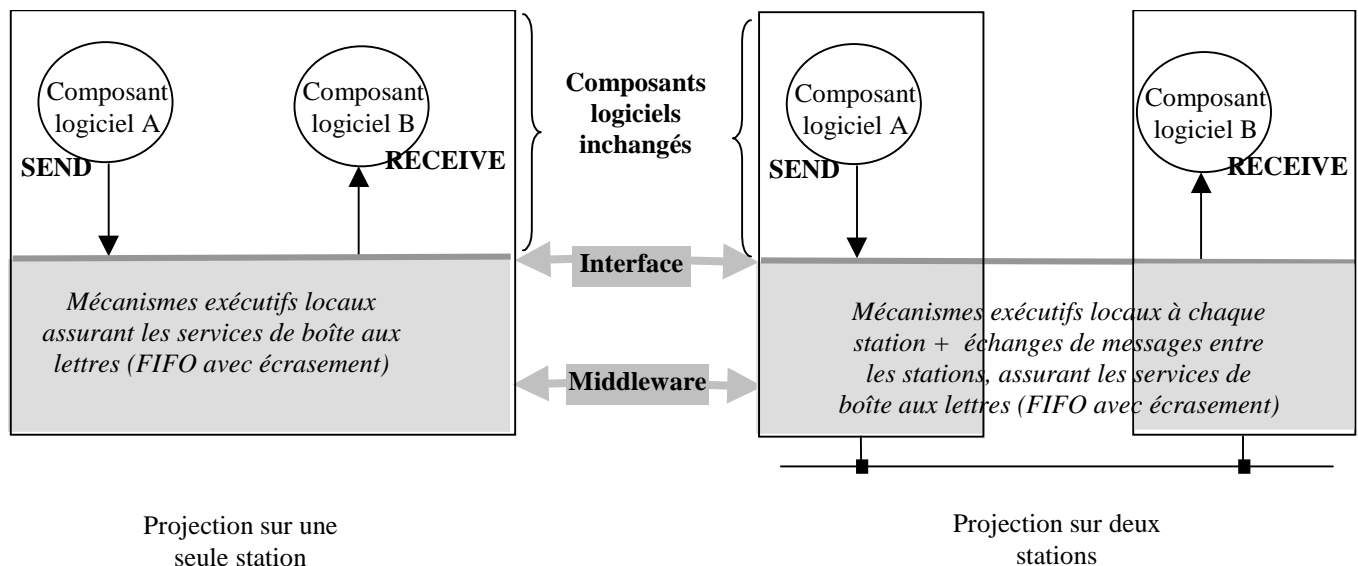 Composant
logiciel A
SEND
Composant
logiciel B
RECEIVE
Mécanismes exécutifs locaux
assurant les services de boîte aux
lettres (FIFO avec écrasement)
Composants
logiciels
inchangés
Interface
Middleware
Composant
logiciel A
SEND
Composant
logiciel B
RECEIVE
Mécanismes exécutifs locaux à chaque
station + échanges de messages entre
les stations, assurant les services de
boîte aux lettres (FIFO avec écrasement)
Projection sur une
seule station
Projection sur deux
stations